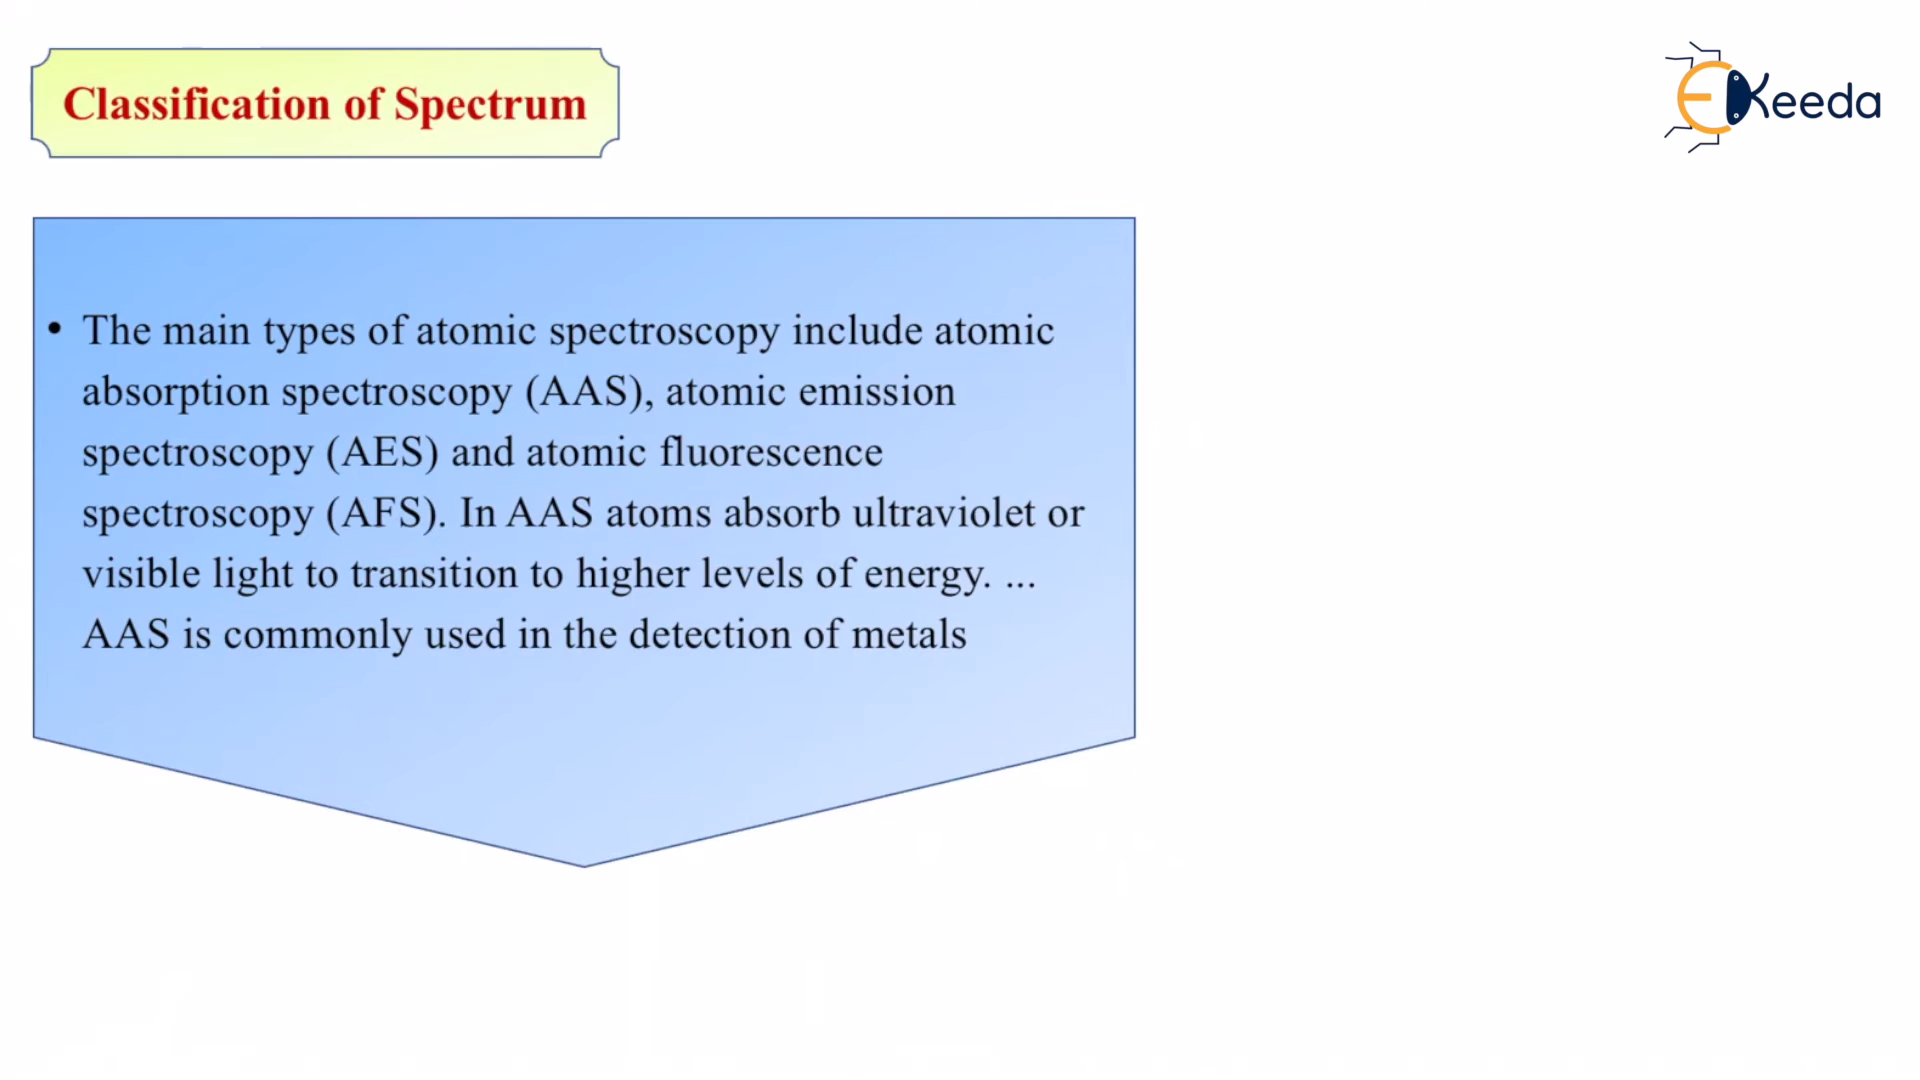 Classification of Spectrum
EKeeda
• The main types of atomic spectroscopy include atomic
absorption spectroscopy (AAS), atomic emission
spectroscopy (AES) and atomic fluorescence
spectroscopy (AFS). In AAS atoms absorb ultraviolet or
visible light to transition to higher levels of energy. ...
AAS is commonly used in the detection of metals